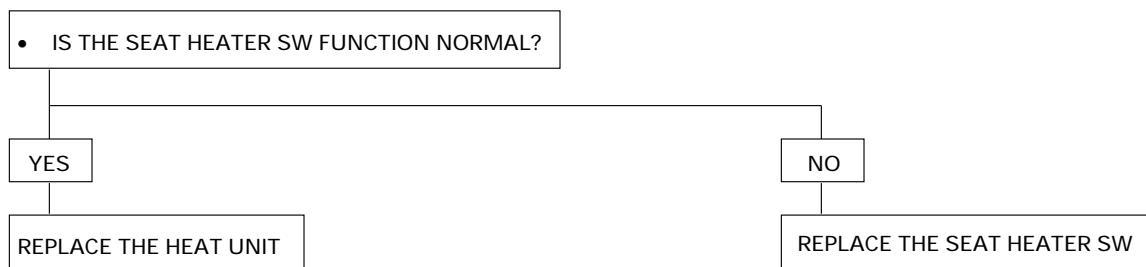 • IS THE SEAT HEATER SW FUNCTION NORMAL?
YES
NO
REPLACE THE HEAT UNIT
REPLACE THE SEAT HEATER SW